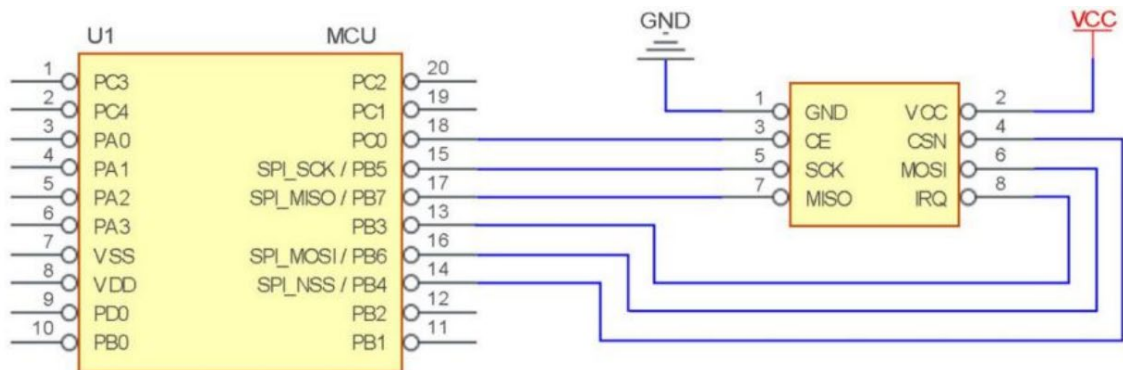 GND
VCC
U1 MCU
1 PC3 PC2 20
2 PC4 PC1 19
3 PA0 PC0 18
4 PA1 SPI_SCK / PB5 15
5 PA2 SPI_MISO / PB7 17
6 PA3 PB3 13
7 VSS SPI_MOSI / PB6 16
8 VDD SPI_NSS / PB4 14
9 PD0 PB2 12
10 PB0 PB1 11
1 GND VCC 2
3 CE CSN 4
5 SCK MOSI 6
7 MISO IRQ 8